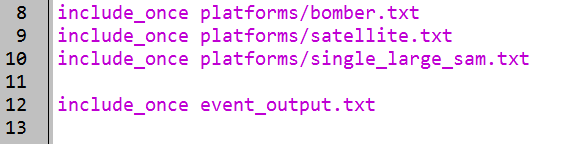 8 include_once platforms/bomber.txt
9 include_once platforms/satellite.txt
10 include_once platforms/single_large_sam.txt
11
12 include_once event_output.txt
13